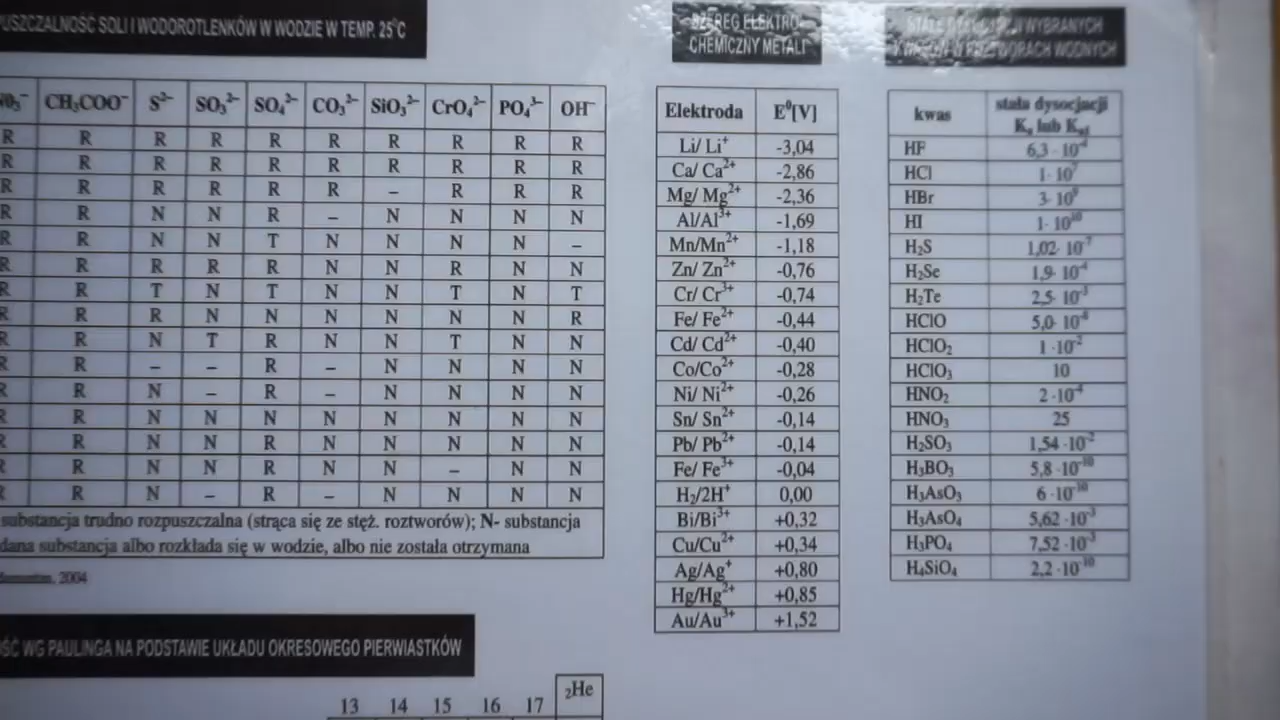 USZCZALNOŚĆ SOLI I WODOROTLENKÓW W WODZIE W TEMP. 25°C
CH₃COO⁻ S²⁻ SO₃²⁻ SO₄²⁻ CO₃²⁻ SiO₃²⁻ CrO₄²⁻ PO₄³⁻ OH⁻
R R R R R R R R R R
R R R R R R R R R R
R R R R R R – R R R
R R N N R – N N N N
R R N N T N N N N –
R R R R R N N R N N
R R T N T N N T N T
R R R N N N N N N R
R R N T R N N T N N
R R – – R – N N N N
R R N – R – N N N N
R R N N N N N N N N
R R N N R N N N N N
R R N N R N N – N N
R R N – R – N N N N
substancja trudno rozpuszczalna (strąca się ze stęż. roztworów); N- substancja
dana substancja albo rozkłada się w wodzie, albo nie została otrzymana
2004
SZEREG ELEKTRO-
CHEMICZNY METALI
Elektroda E⁰[V]
Li/ Li⁺ -3,04
Ca/ Ca²⁺ -2,86
Mg/ Mg²⁺ -2,36
Al/Al³⁺ -1,69
Mn/Mn²⁺ -1,18
Zn/ Zn²⁺ -0,76
Cr/ Cr³⁺ -0,74
Fe/ Fe²⁺ -0,44
Cd/ Cd²⁺ -0,40
Co/Co²⁺ -0,28
Ni/ Ni²⁺ -0,26
Sn/ Sn²⁺ -0,14
Pb/ Pb²⁺ -0,14
Fe/ Fe³⁺ -0,04
H₂/2H⁺ 0,00
Bi/Bi³⁺ +0,32
Cu/Cu²⁺ +0,34
Ag/Ag⁺ +0,80
Hg/Hg²⁺ +0,85
Au/Au³⁺ +1,52
WYBRANYCH
WODNYCH
kwas stała dysocjacji
Kₐ lub Kₐ₁
HF 6,3 · 10⁻⁴
HCl 1 · 10⁷
HBr 3 · 10⁹
HI 1 · 10¹⁰
H₂S 1,02 · 10⁻⁷
H₂Se 1,9 · 10⁻⁴
H₂Te 2,5 · 10⁻³
HClO 5,0 · 10⁻⁸
HClO₂ 1 ·10⁻²
HClO₃ 10
HNO₂ 2 ·10⁻⁴
HNO₃ 25
H₂SO₃ 1,54 ·10⁻²
H₃BO₃ 5,8 ·10⁻¹⁰
H₃AsO₃ 6 ·10⁻¹⁰
H₃AsO₄ 5,62 ·10⁻³
H₃PO₄ 7,52 ·10⁻³
H₄SiO₄ 2,2 ·10⁻¹⁰
ŚĆ WG PAULINGA NA PODSTAWIE UKŁADU OKRESOWEGO PIERWIASTKÓW
13 14 15 16 17 ₂He